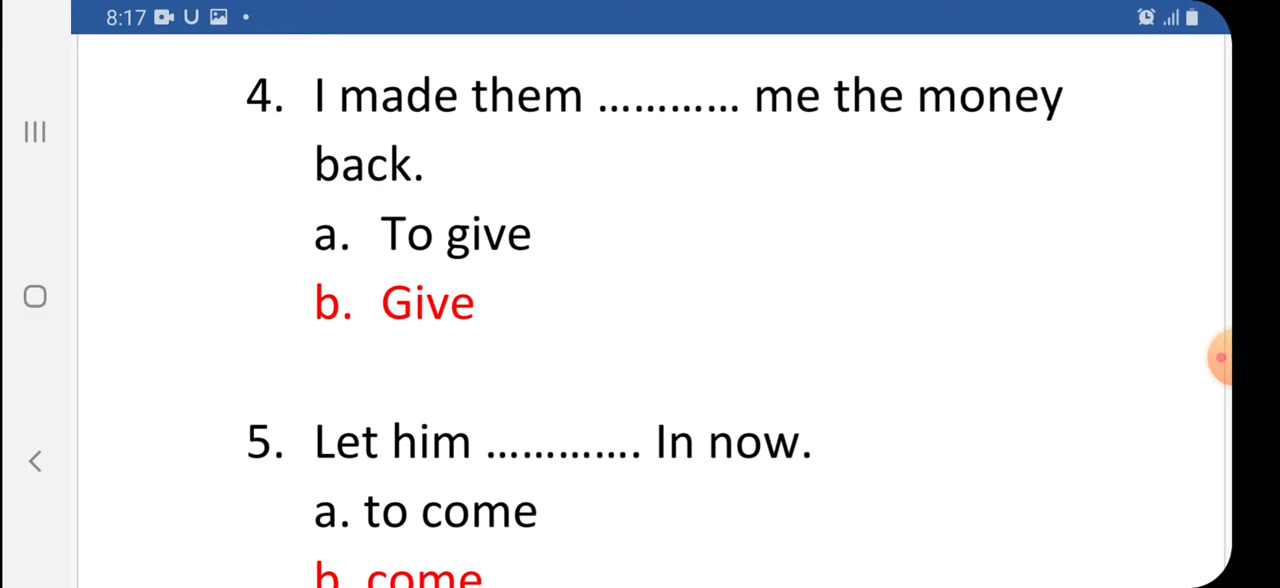 8:17
4. I made them ............ me the money
back.
a. To give
b. Give
5. Let him ............. In now.
a. to come
b. come